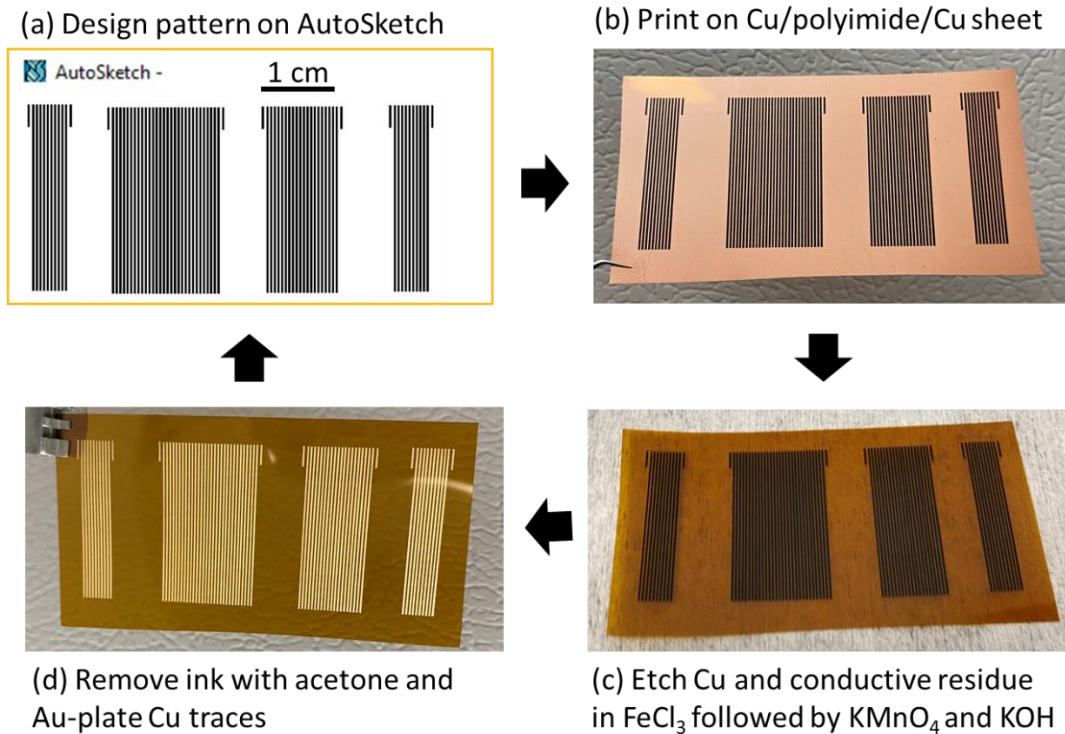 (a) Design pattern on AutoSketch
AutoSketch -
1 cm
(b) Print on Cu/polyimide/Cu sheet
(d) Remove ink with acetone and
Au-plate Cu traces
(c) Etch Cu and conductive residue
in FeCl₃ followed by KMnO₄ and KOH